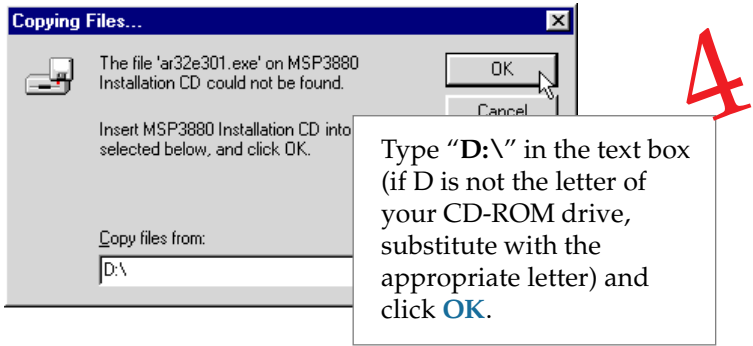 Copying Files...
The file 'ar32e301.exe' on MSP3880
Installation CD could not be found.
Insert MSP3880 Installation CD into
selected below, and click OK.
Copy files from:
D:\
OK
Cancel
4
Type “D:\” in the text box
(if D is not the letter of
your CD-ROM drive,
substitute with the
appropriate letter) and
click OK.